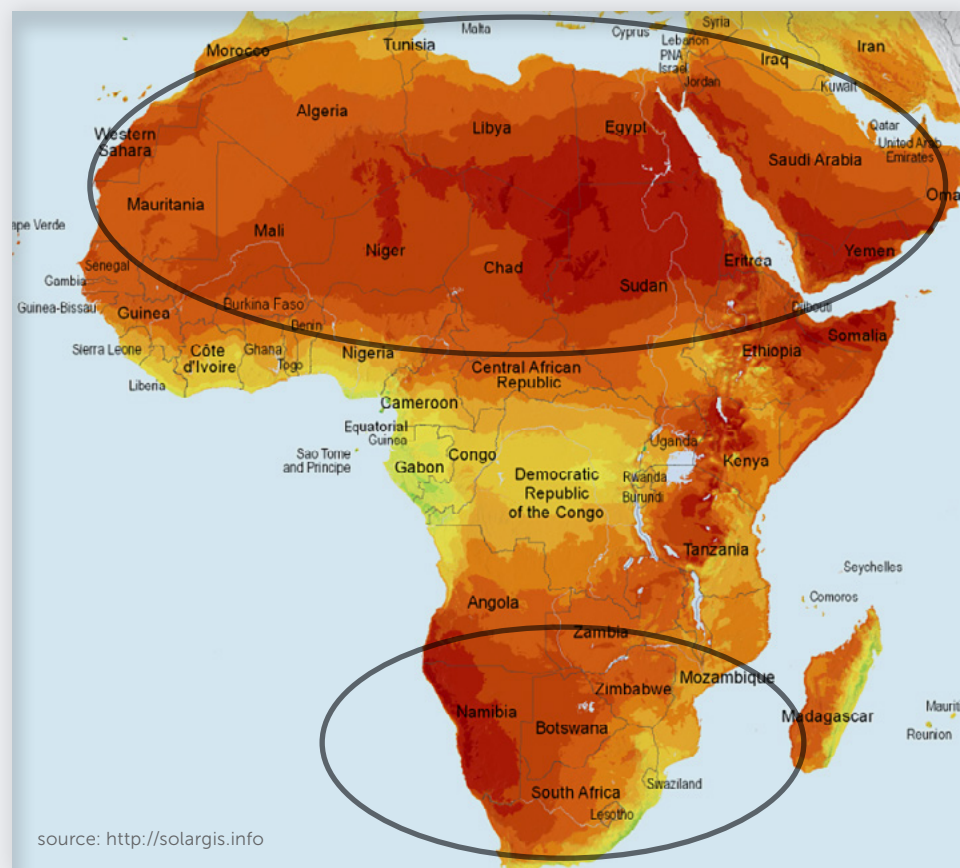 Malta
Cyprus
Syria
Morocco
Tunisia
Lebanon
PNA
Israel
Iraq
Iran
Jordan
Kuwait
Algeria
Libya
Egypt
Western
Sahara
Qatar
United Arab
Emirates
Saudi Arabia
Mauritania
Oma
ape Verde
Mali
Niger
Chad
Eritrea
Yemen
Senegal
Gambia
Sudan
Guinea-Bissau
Guinea
Burkina Faso
Djibouti
Benin
Somalia
Sierra Leone
Côte
d'Ivoire
Ghana
Togo
Nigeria
Ethiopia
Central African
Republic
Liberia
Cameroon
Equatorial
Guinea
Uganda
Sao Tome
and Principe
Gabon
Congo
Kenya
Democratic
Republic
of the Congo
Rwanda
Burundi
Tanzania
Seychelles
Comoros
Angola
Zambia
Mozambique
Zimbabwe
Namibia
Botswana
Madagascar
Maurit
Reunion
Swaziland
South Africa
Lesotho
source: http://solargis.info